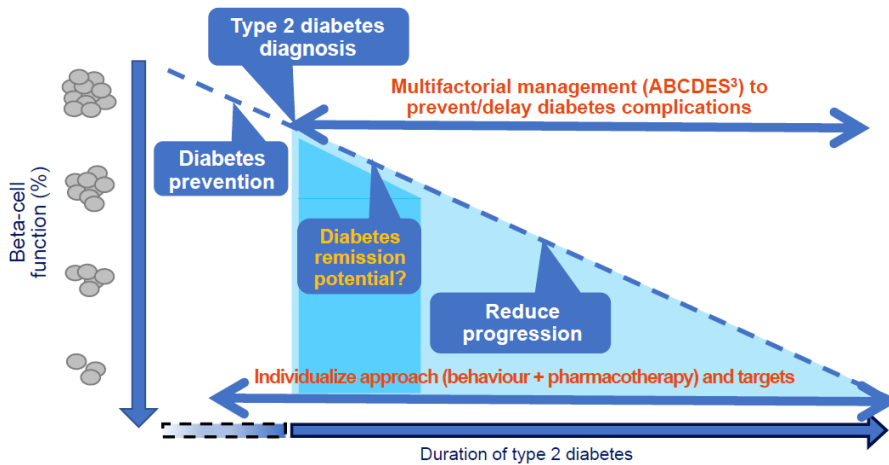 Type 2 diabetes
diagnosis
Multifactorial management (ABCDES³) to
prevent/delay diabetes complications
Diabetes
prevention
Beta-cell
function (%)
Diabetes
remission
potential?
Reduce
progression
Individualize approach (behaviour + pharmacotherapy) and targets
Duration of type 2 diabetes